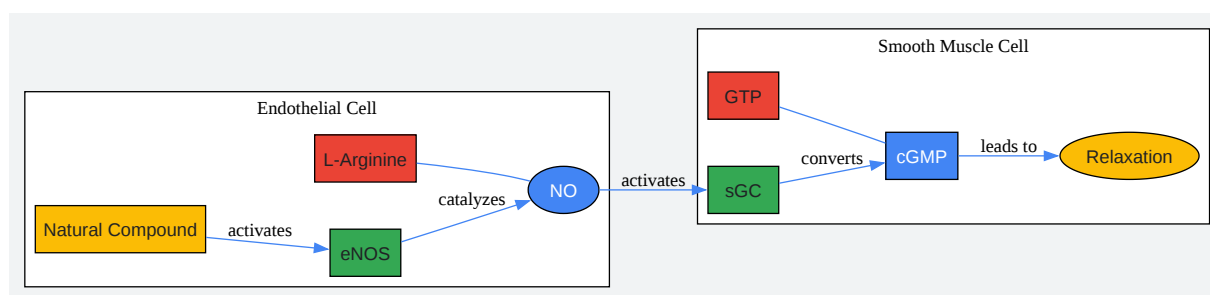 Endothelial Cell
L-Arginine
Natural Compound
activates
eNOS
catalyzes
NO
activates
Smooth Muscle Cell
GTP
sGC
converts
cGMP
leads to
Relaxation